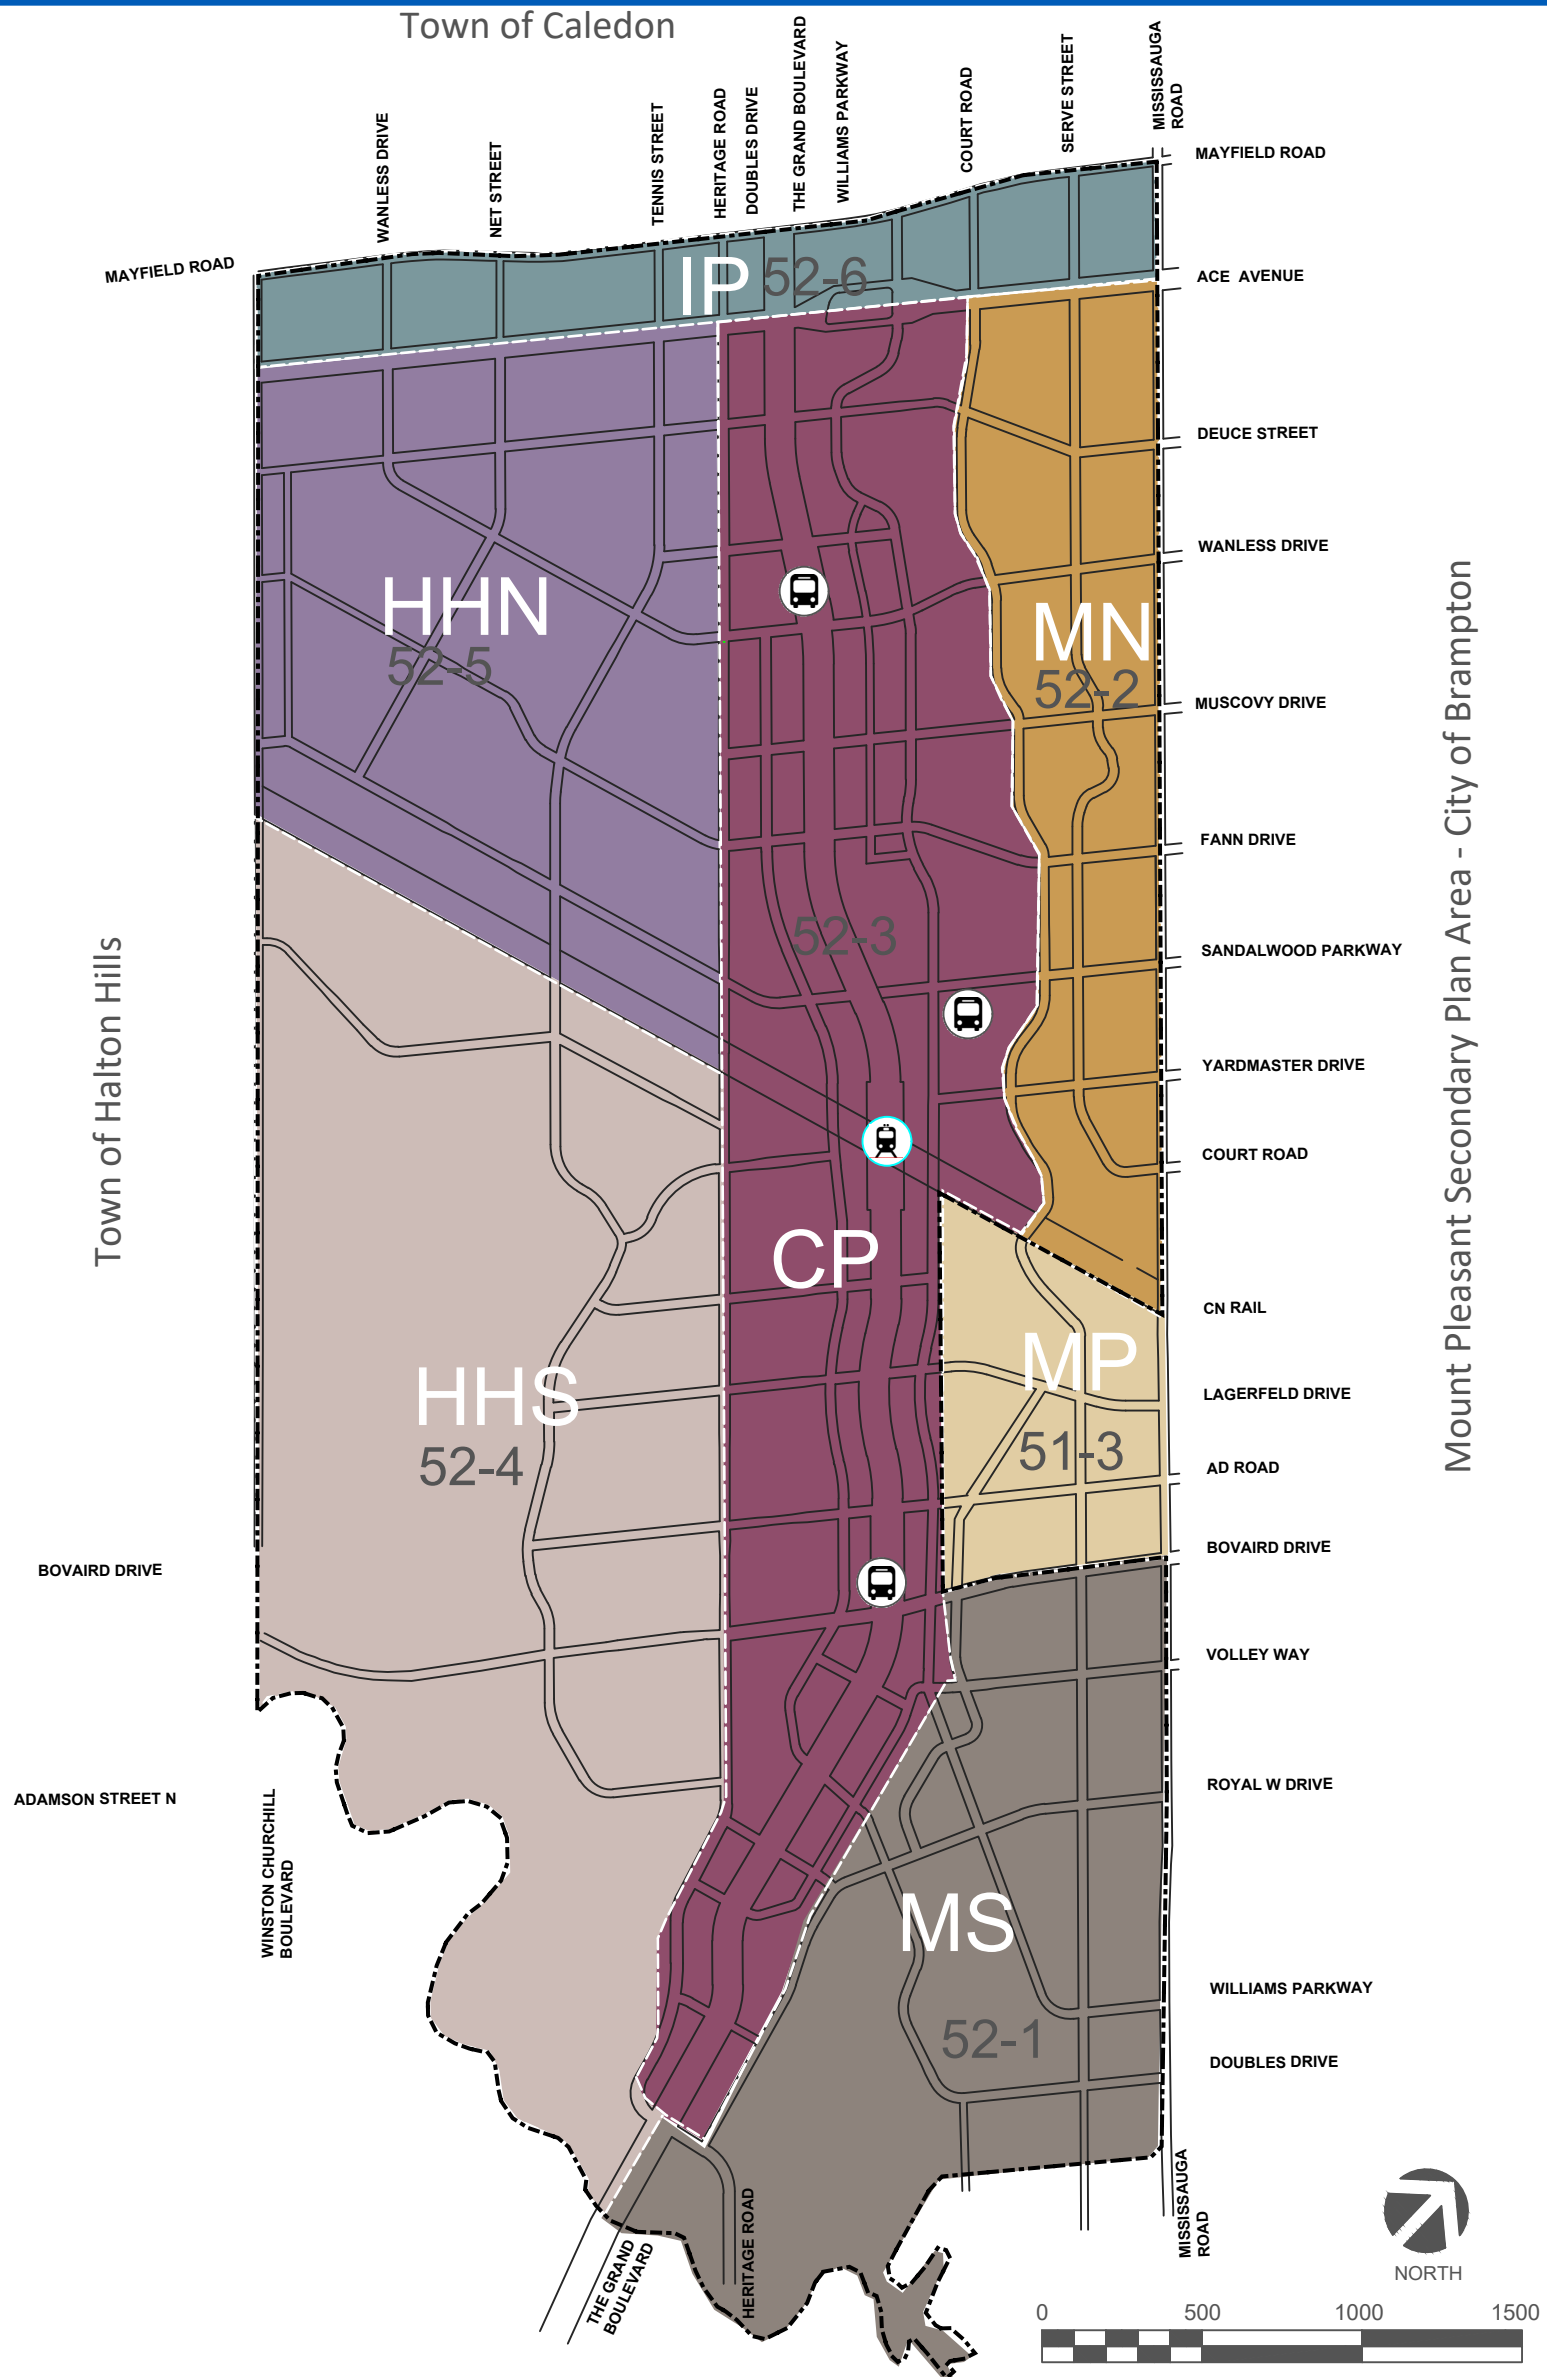 Town of Caledon
WANLESS DRIVE
NET STREET
TENNIS STREET
HERITAGE ROAD
DOUBLES DRIVE
THE GRAND BOULEVARD
WILLIAMS PARKWAY
COURT ROAD
SERVE STREET
MISSISSAUGA
ROAD
MAYFIELD ROAD
MAYFIELD ROAD
IP 52-6
ACE AVENUE
DEUCE STREET
WANLESS DRIVE
HHN
52-5
MN
52-2
MUSCOVY DRIVE
FANN DRIVE
52-3
SANDALWOOD PARKWAY
YARDMASTER DRIVE
COURT ROAD
Town of Halton Hills
Mount Pleasant Secondary Plan Area - City of Brampton
CP
CN RAIL
MP
51-3
LAGERFELD DRIVE
HHS
52-4
AD ROAD
BOVAIRD DRIVE
BOVAIRD DRIVE
VOLLEY WAY
ROYAL W DRIVE
ADAMSON STREET N
WINSTON CHURCHILL
BOULEVARD
MS
52-1
WILLIAMS PARKWAY
DOUBLES DRIVE
MISSISSAUGA
ROAD
HERITAGE ROAD
THE GRAND
BOULEVARD
NORTH
0 500 1000 1500